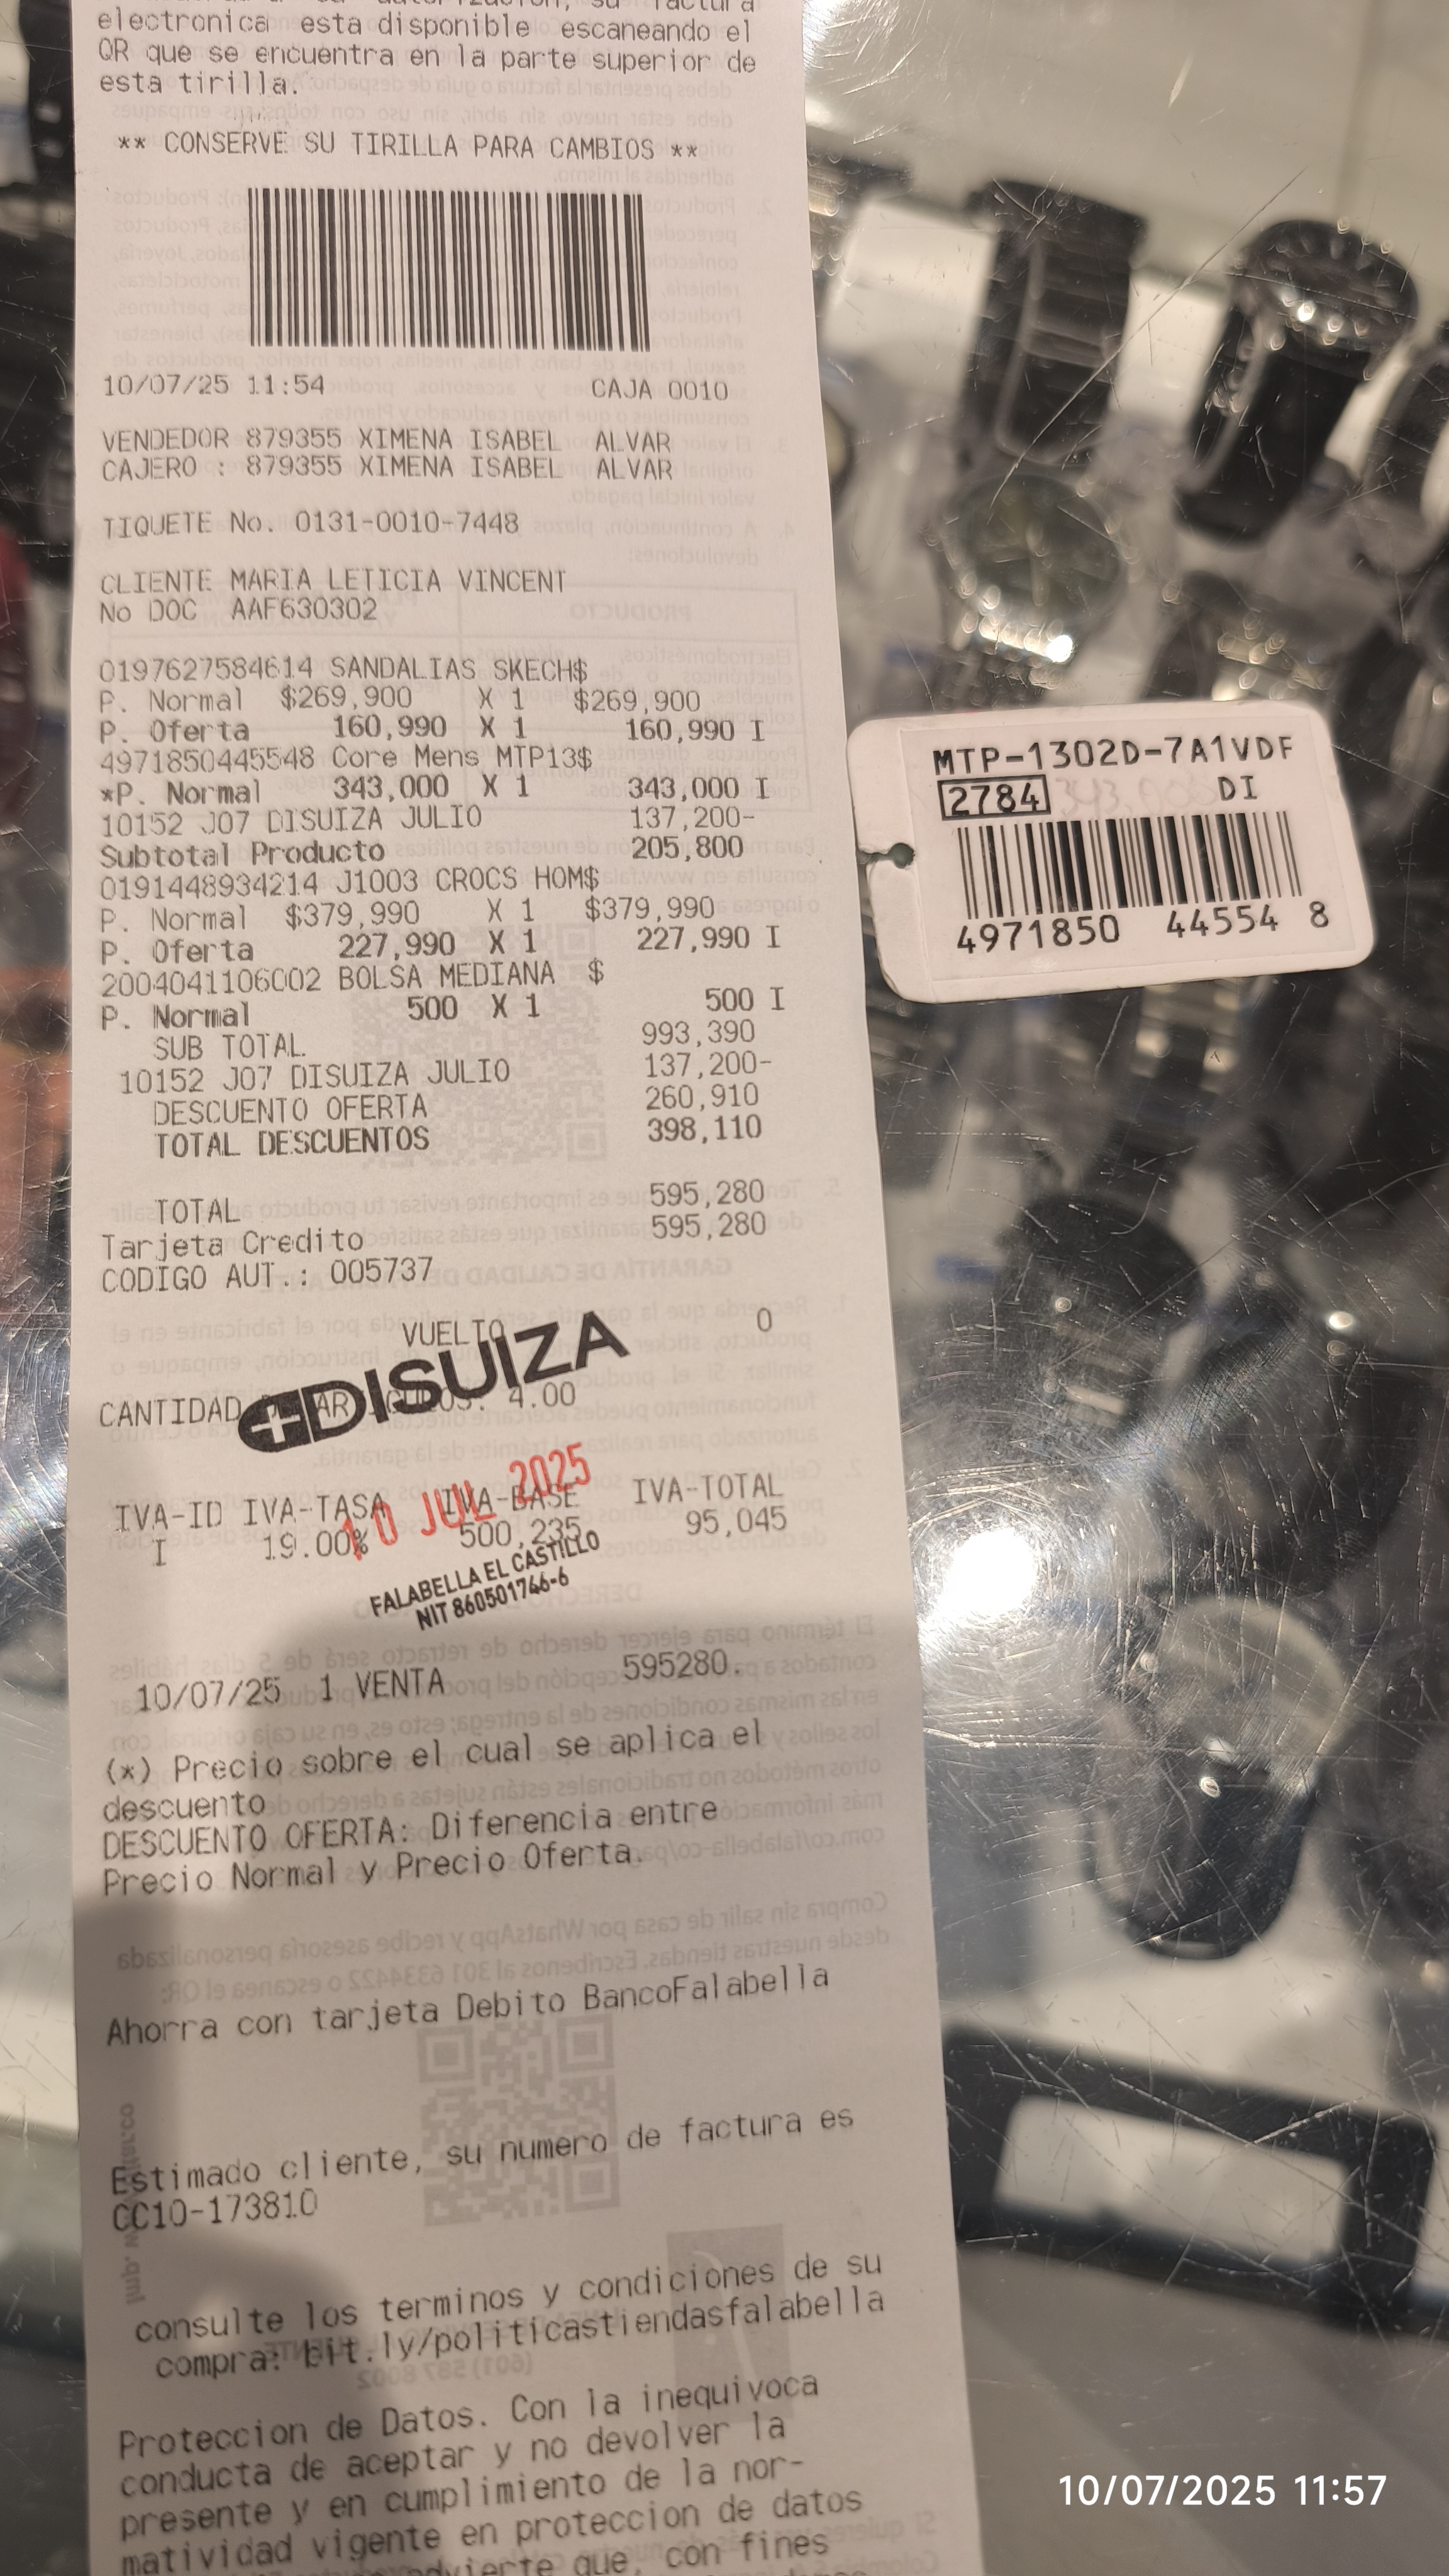 electronica esta disponible escaneando el
QR que se encuentra en la parte superior de
esta tirilla.
** CONSERVE SU TIRILLA PARA CAMBIOS **
10/07/25 11:54 CAJA 0010
VENDEDOR 879355 XIMENA ISABEL ALVAR
CAJERO : 879355 XIMENA ISABEL ALVAR
TIQUETE No. 0131-0010-7448
CLIENTE MARIA LETICIA VINCENT
No DOC AAF630302
0197627584614 SANDALIAS SKECH$
P. Normal $269,900 X 1 $269,900
P. Oferta 160,990 X 1 160,990 I
4971850445548 Core Mens MTP13$
*P. Normal 343,000 X 1 343,000 I
10152 J07 DISUIZA JULIO 137,200-
Subtotal Producto 205,800
0191448934214 J1003 CROCS HOM$
P. Normal $379,990 X 1 $379,990
P. Oferta 227,990 X 1 227,990 I
2004041106002 BOLSA MEDIANA $
P. Normal 500 X 1 500 I
SUB TOTAL 993,390
10152 J07 DISUIZA JULIO 137,200-
DESCUENTO OFERTA 260,910
TOTAL DESCUENTOS 398,110
TOTAL 595,280
Tarjeta Credito 595,280
CODIGO AUT.: 005737
VUELTO 0
DISUIZA
CANTIDAD 4.00
10 JUL 2025
IVA-ID IVA-TASA IVA-BASE IVA-TOTAL
I 19.00% 500,235 95,045
FALABELLA EL CASTILLO
NIT 860501746-6
10/07/25 1 VENTA 595280.
(*) Precio sobre el cual se aplica el
descuento
DESCUENTO OFERTA: Diferencia entre
Precio Normal y Precio Oferta.
Ahorra con tarjeta Debito BancoFalabella
Estimado cliente, su numero de factura es
CC10-173810
consulte los terminos y condiciones de su
compra: bit.ly/politicastiendasfalabella
Proteccion de Datos. Con la inequivoca
conducta de aceptar y no devolver la
presente y en cumplimiento de la nor-
matividad vigente en proteccion de datos
que, con fines
MTP-1302D-7A1VDF
2784 DI
4971850 44554 8
10/07/2025 11:57